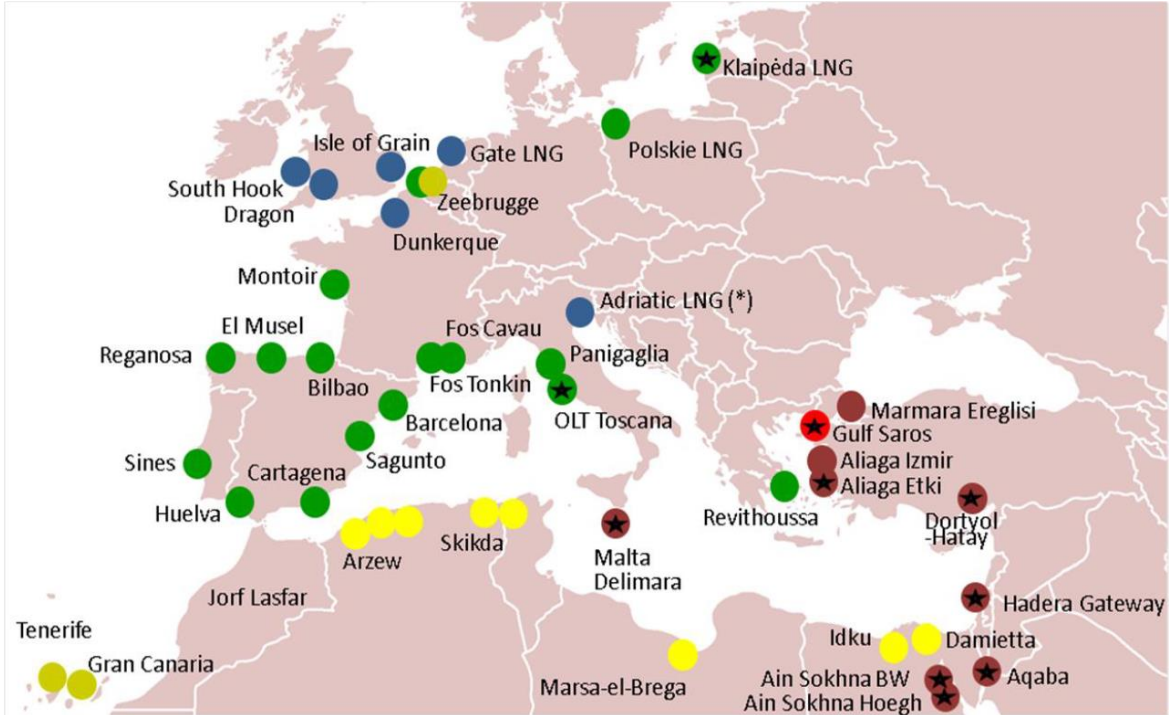 Klaipėda LNG
Polskie LNG
Isle of Grain
Gate LNG
South Hook
Dragon
Zeebrugge
Dunkerque
Montoir
Adriatic LNG (*)
El Musel
Fos Cavau
Reganosa
Panigaglia
Bilbao
Fos Tonkin
Barcelona
OLT Toscana
Marmara Ereglisi
Gulf Saros
Sagunto
Sines
Cartagena
Aliaga Izmir
Aliaga Etki
Huelva
Revithoussa
Dortyol
-Hatay
Arzew
Skikda
Malta
Delimara
Jorf Lasfar
Hadera Gateway
Tenerife
Gran Canaria
Idku
Damietta
Marsa-el-Brega
Ain Sokhna BW
Aqaba
Ain Sokhna Hoegh